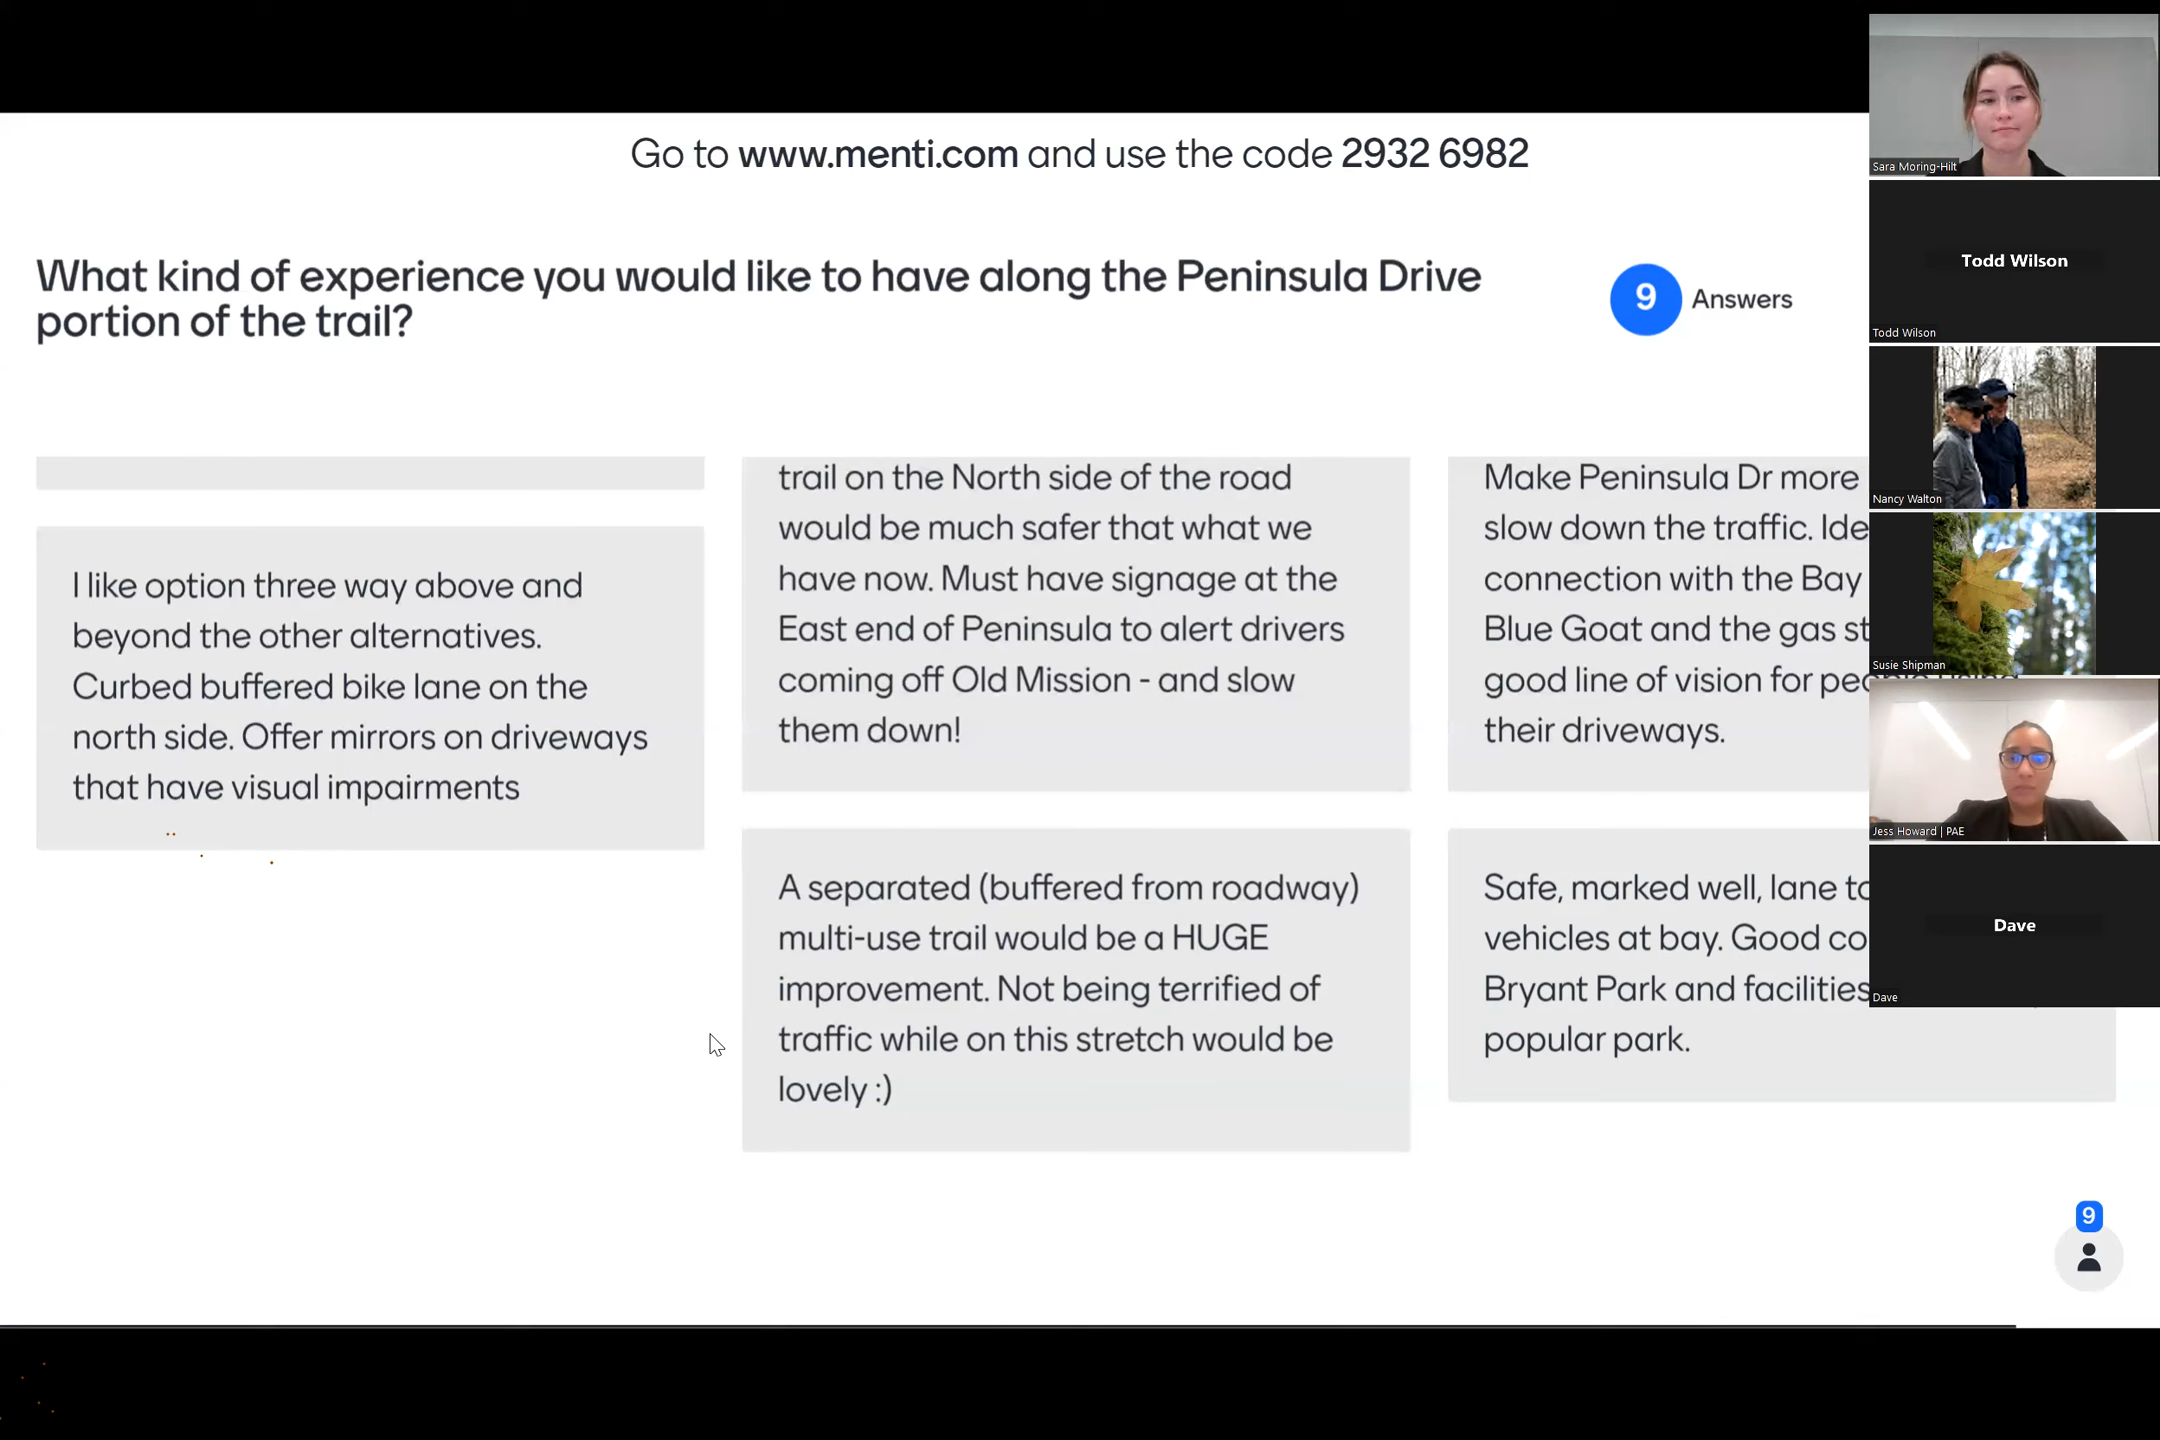 Go to www.menti.com and use the code 2932 6982
What kind of experience you would like to have along the Peninsula Drive
portion of the trail?
9 Answers
I like option three way above and
beyond the other alternatives.
Curbed buffered bike lane on the
north side. Offer mirrors on driveways
that have visual impairments
trail on the North side of the road
would be much safer that what we
have now. Must have signage at the
East end of Peninsula to alert drivers
coming off Old Mission - and slow
them down!
A separated (buffered from roadway)
multi-use trail would be a HUGE
improvement. Not being terrified of
traffic while on this stretch would be
lovely :)
Make Peninsula Dr more
slow down the traffic.
connection with the Bay
Blue Goat and the gas
good line of vision for
their driveways.
Safe, marked well, lane
vehicles at bay. Good
Bryant Park and facilities
popular park.
Sara Moring-Hilt
Todd Wilson
Todd Wilson
Nancy Walton
Susie Shipman
Jess Howard | PAE
Dave
Dave
9